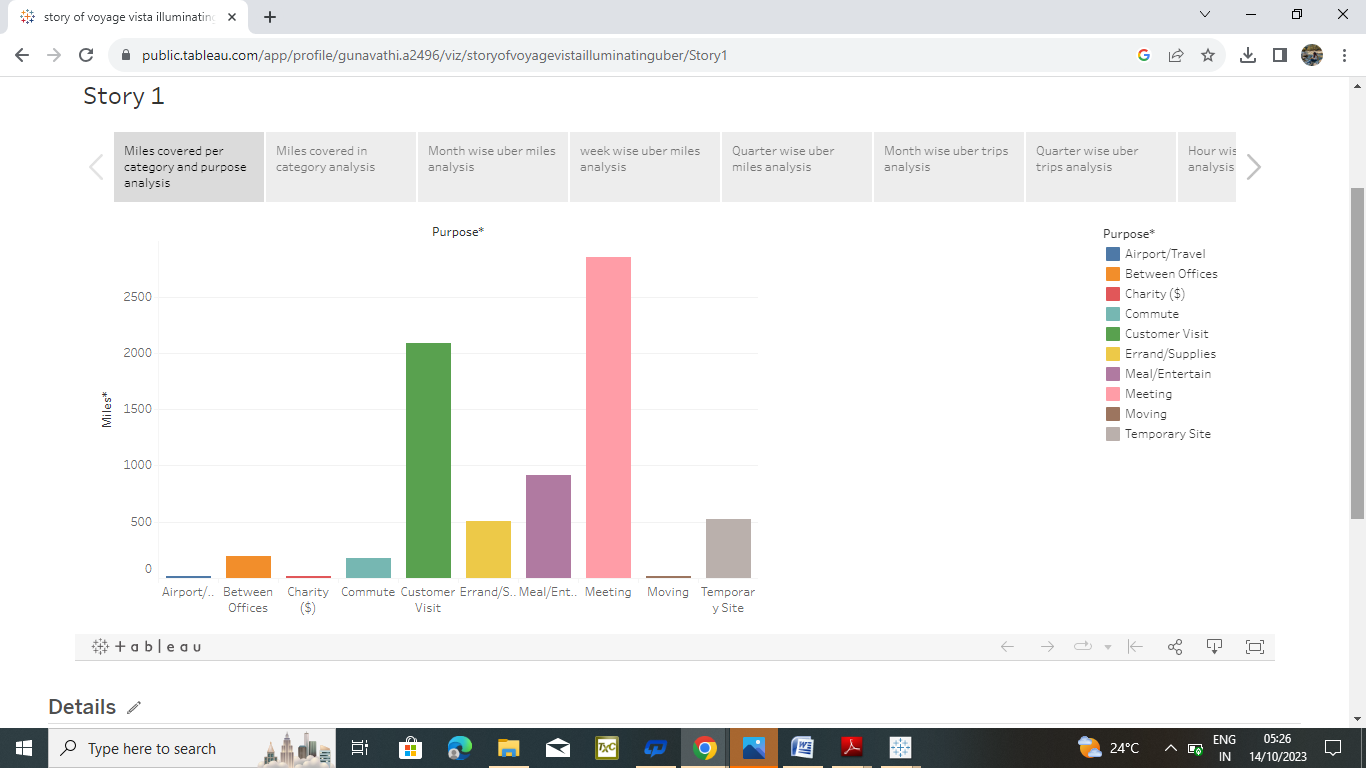 story of voyage vista illuminating
public.tableau.com/app/profile/gunavathi.a2496/viz/storyofvoyagevistailluminatinguber/Story1
Story 1
Miles covered per
category and purpose
analysis
Miles covered in
category analysis
Month wise uber miles
analysis
week wise uber miles
analysis
Quarter wise uber
miles analysis
Month wise uber trips
analysis
Quarter wise uber
trips analysis
Hour wis
analysis
Purpose*
Miles*
2500
2000
1500
1000
500
0
Airport/..
Between
Offices
Charity
($)
Commute
Customer
Visit
Errand/S..
Meal/Ent..
Meeting
Moving
Temporar
y Site
Purpose*
Airport/Travel
Between Offices
Charity ($)
Commute
Customer Visit
Errand/Supplies
Meal/Entertain
Meeting
Moving
Temporary Site
+ableau
Details
Type here to search
TXC
24°C
ENG
IN
05:26
14/10/2023